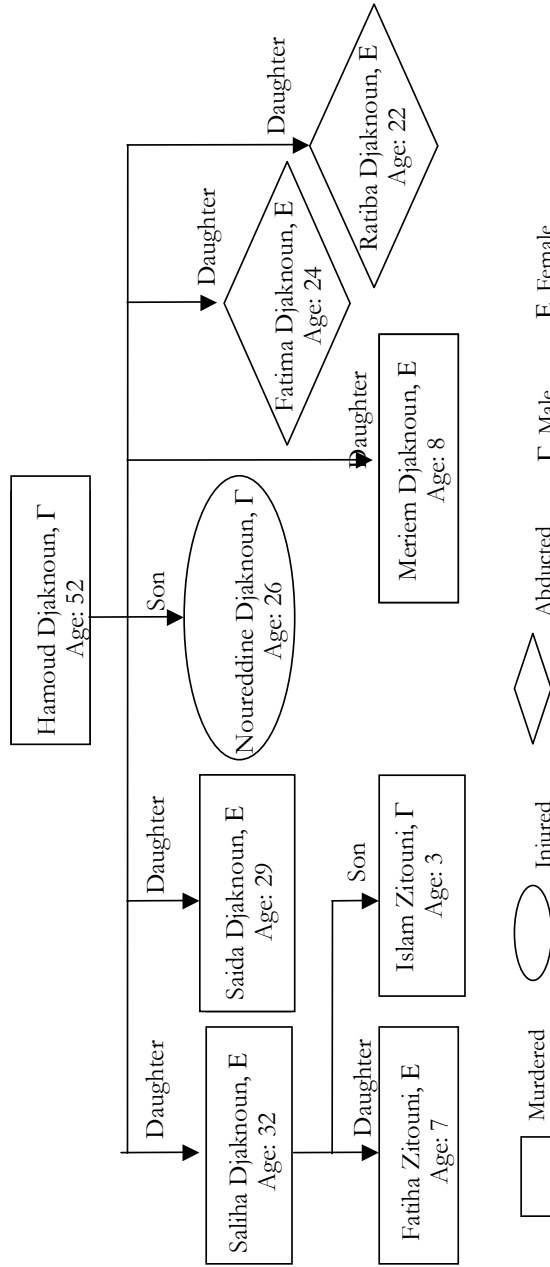 Hamoud Djaknoun, Γ
Age: 52
Daughter
Daughter
Son
Daughter
Daughter
Daughter
Saliha Djaknoun, E
Age: 32
Saida Djaknoun, E
Age: 29
Noureddine Djaknoun, Γ
Age: 26
Fatima Djaknoun, E
Age: 24
Ratiba Djaknoun, E
Age: 22
Daughter
Son
Fatiha Zitouni, E
Age: 7
Islam Zitouni, Γ
Age: 3
Meriem Djaknoun, E
Age: 8
Murdered
Injured
Abducted
Γ Male
E Female